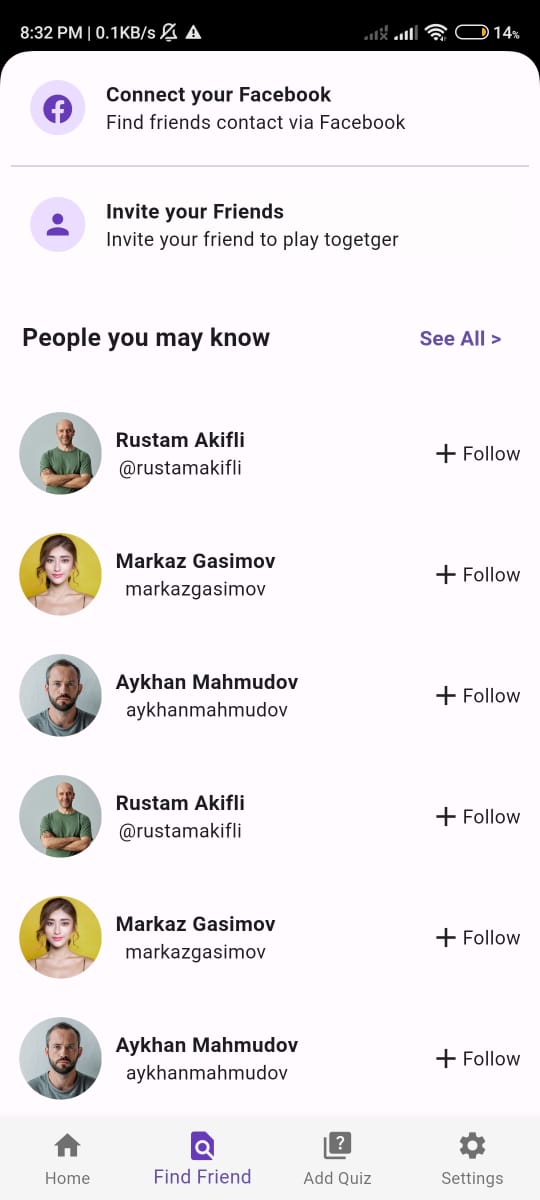 8:32 PM | 0.1KB/s 14%
Connect your Facebook
Find friends contact via Facebook
Invite your Friends
Invite your friend to play togetger
People you may know See All >
Rustam Akifli
@rustamakifli
Follow
Markaz Gasimov
markazgasimov
Follow
Aykhan Mahmudov
aykhanmahmudov
Follow
Rustam Akifli
@rustamakifli
Follow
Markaz Gasimov
markazgasimov
Follow
Aykhan Mahmudov
aykhanmahmudov
Follow
Home Find Friend Add Quiz Settings